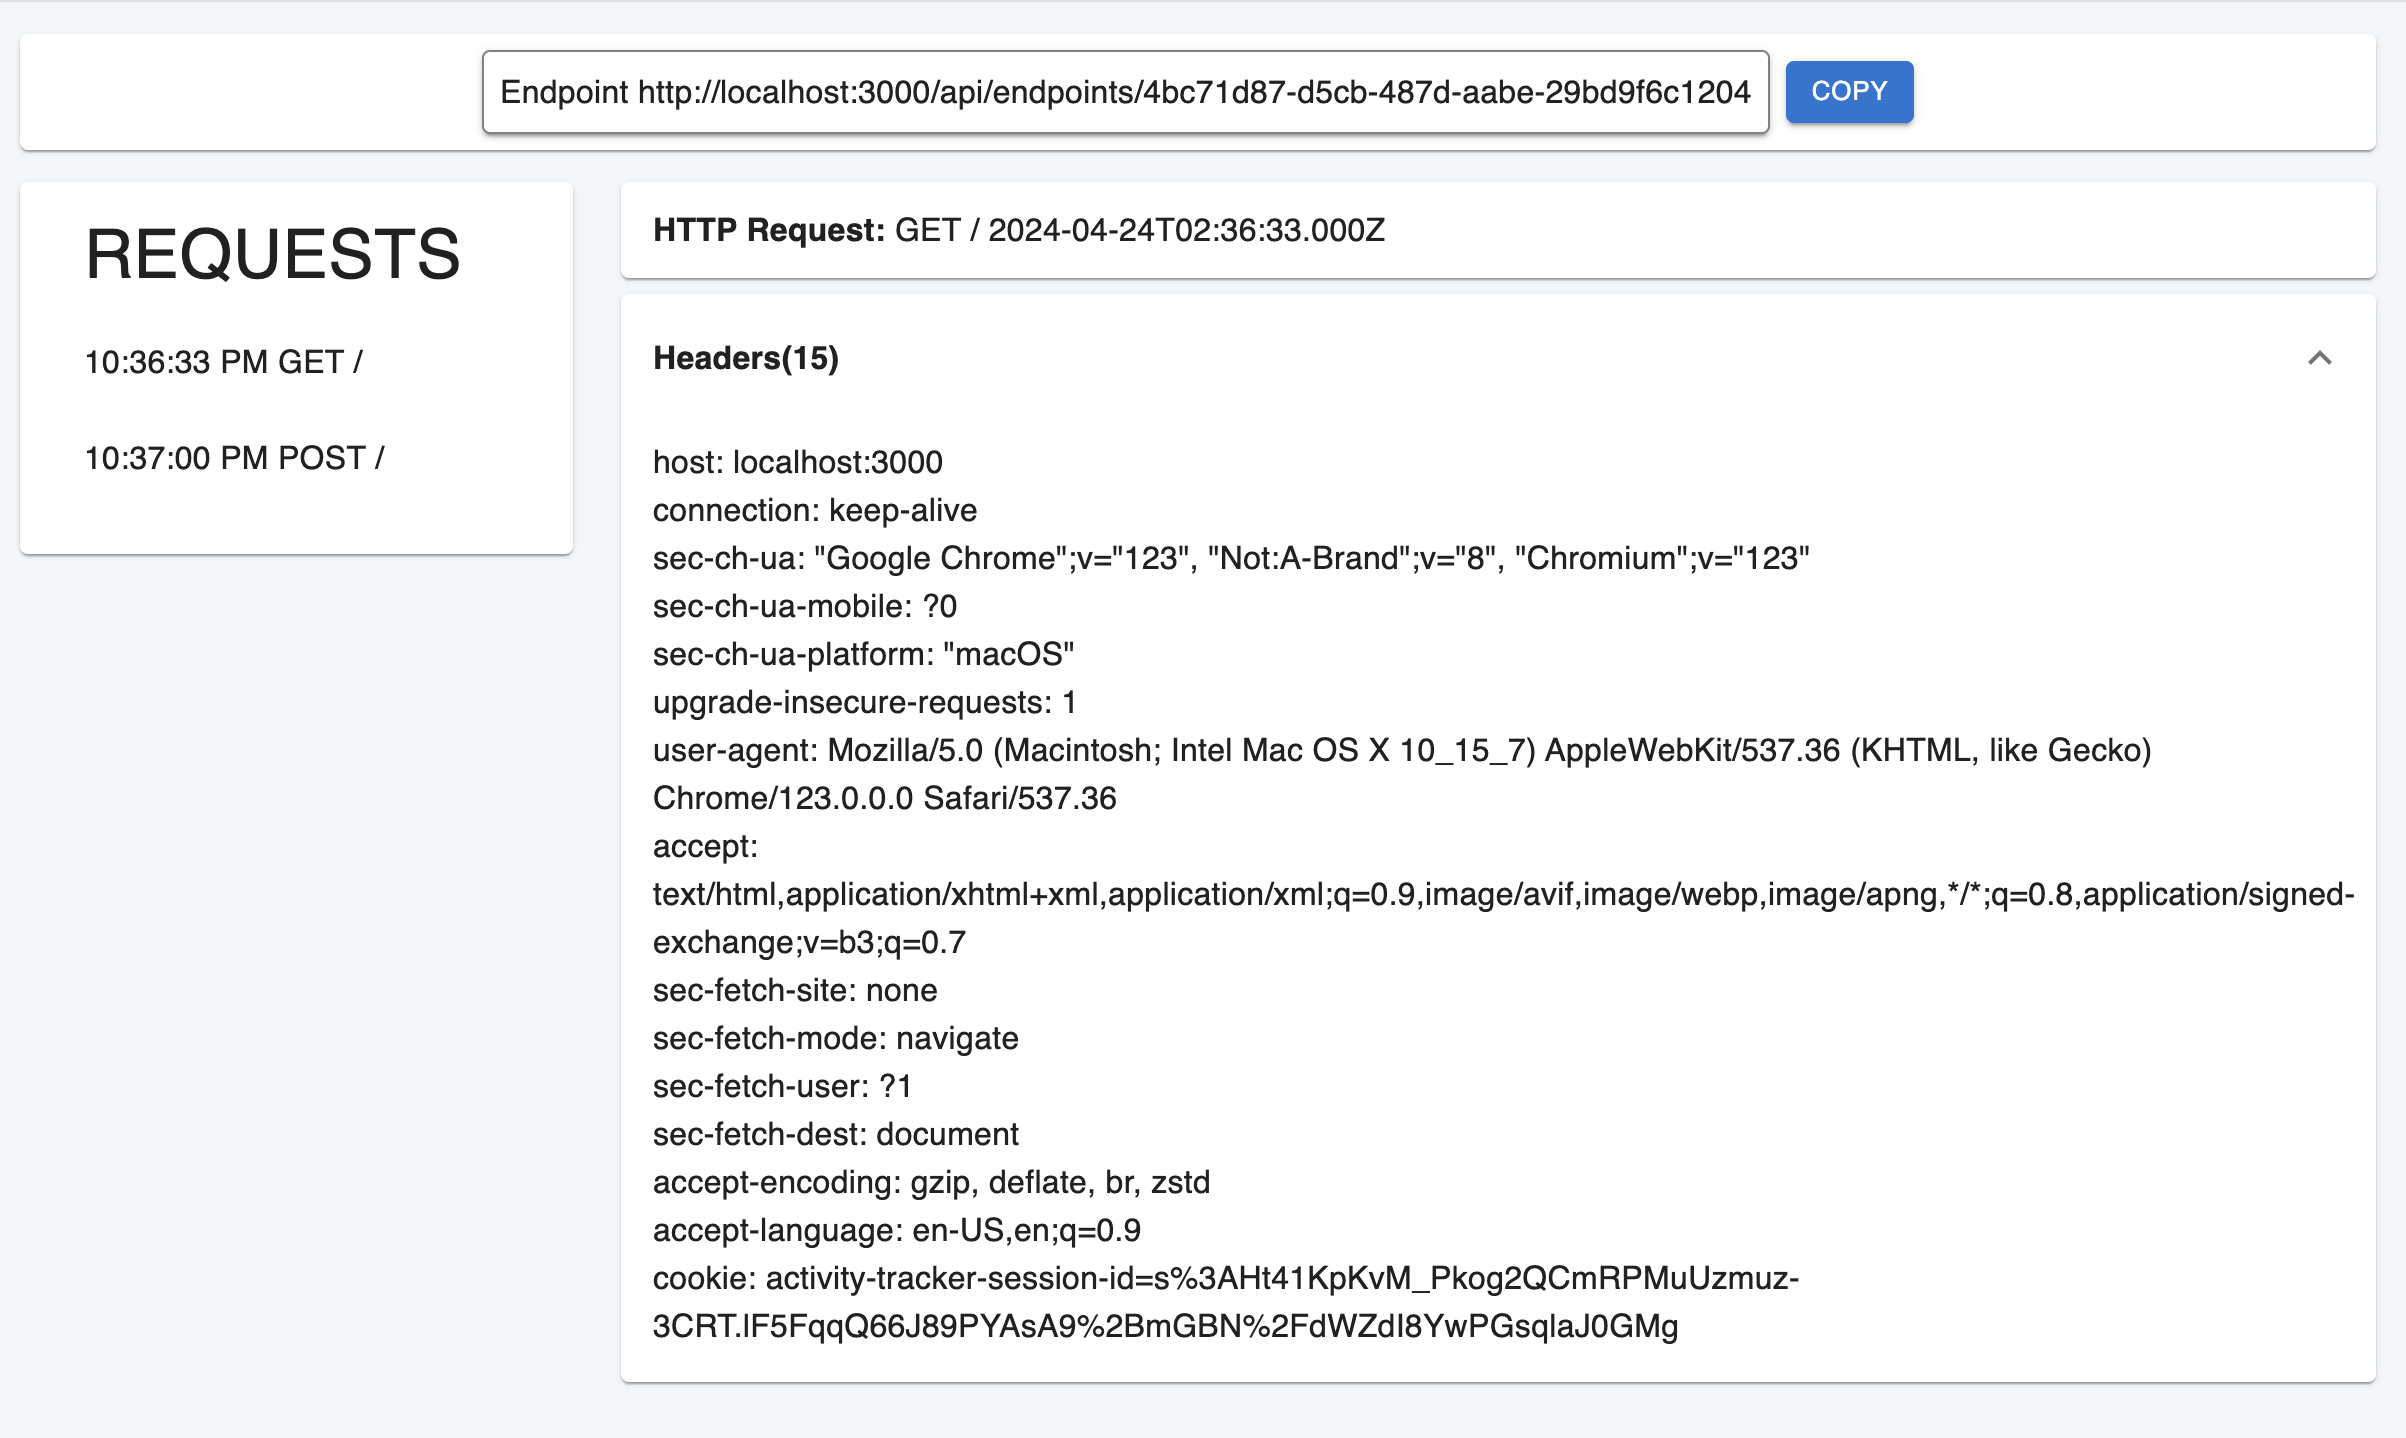 Endpoint http://localhost:3000/api/endpoints/4bc71d87-d5cb-487d-aabe-29bd9f6c1204
COPY
REQUESTS
10:36:33 PM GET /
10:37:00 PM POST /
HTTP Request: GET / 2024-04-24T02:36:33.000Z
Headers(15)
host: localhost:3000
connection: keep-alive
sec-ch-ua: "Google Chrome";v="123", "Not:A-Brand";v="8", "Chromium";v="123"
sec-ch-ua-mobile: ?0
sec-ch-ua-platform: "macOS"
upgrade-insecure-requests: 1
user-agent: Mozilla/5.0 (Macintosh; Intel Mac OS X 10_15_7) AppleWebKit/537.36 (KHTML, like Gecko)
Chrome/123.0.0.0 Safari/537.36
accept:
text/html,application/xhtml+xml,application/xml;q=0.9,image/avif,image/webp,image/apng,*/*;q=0.8,application/signed-
exchange;v=b3;q=0.7
sec-fetch-site: none
sec-fetch-mode: navigate
sec-fetch-user: ?1
sec-fetch-dest: document
accept-encoding: gzip, deflate, br, zstd
accept-language: en-US,en;q=0.9
cookie: activity-tracker-session-id=s%3AHt41KpKvM_Pkog2QCmRPMuUzmuz-
3CRT.IF5FqqQ66J89PYAsA9%2BmGBN%2FdWZdI8YwPGsqlaJ0GMg